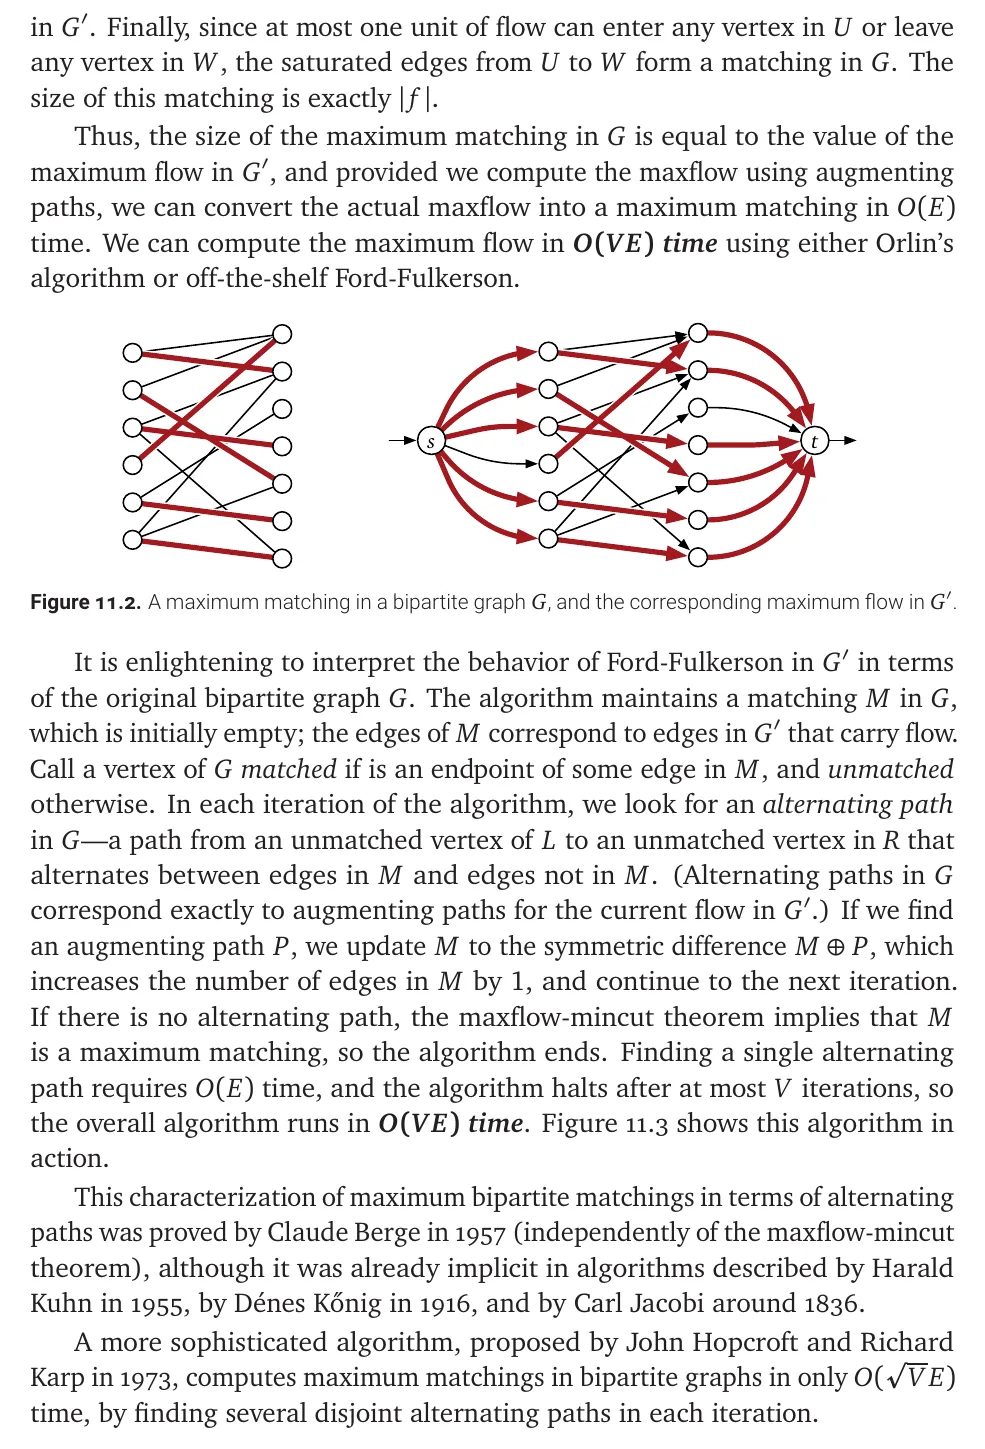 in G′. Finally, since at most one unit of flow can enter any vertex in U or leave
any vertex in W, the saturated edges from U to W form a matching in G. The
size of this matching is exactly |f|.
Thus, the size of the maximum matching in G is equal to the value of the
maximum flow in G′, and provided we compute the maxflow using augmenting
paths, we can convert the actual maxflow into a maximum matching in O(E)
time. We can compute the maximum flow in O(VE) time using either Orlin’s
algorithm or off-the-shelf Ford-Fulkerson.
s
t
Figure 11.2. A maximum matching in a bipartite graph G, and the corresponding maximum flow in G′.
It is enlightening to interpret the behavior of Ford-Fulkerson in G′ in terms
of the original bipartite graph G. The algorithm maintains a matching M in G,
which is initially empty; the edges of M correspond to edges in G′ that carry flow.
Call a vertex of G matched if is an endpoint of some edge in M, and unmatched
otherwise. In each iteration of the algorithm, we look for an alternating path
in G—a path from an unmatched vertex of L to an unmatched vertex in R that
alternates between edges in M and edges not in M. (Alternating paths in G
correspond exactly to augmenting paths for the current flow in G′.) If we find
an augmenting path P, we update M to the symmetric difference M ⊕ P, which
increases the number of edges in M by 1, and continue to the next iteration.
If there is no alternating path, the maxflow-mincut theorem implies that M
is a maximum matching, so the algorithm ends. Finding a single alternating
path requires O(E) time, and the algorithm halts after at most V iterations, so
the overall algorithm runs in O(VE) time. Figure 11.3 shows this algorithm in
action.
This characterization of maximum bipartite matchings in terms of alternating
paths was proved by Claude Berge in 1957 (independently of the maxflow-mincut
theorem), although it was already implicit in algorithms described by Harald
Kuhn in 1955, by Dénes Kőnig in 1916, and by Carl Jacobi around 1836.
A more sophisticated algorithm, proposed by John Hopcroft and Richard
Karp in 1973, computes maximum matchings in bipartite graphs in only O(√VE)
time, by finding several disjoint alternating paths in each iteration.